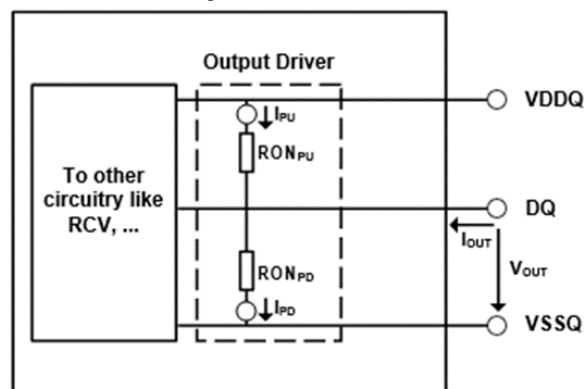 Output Driver
VDDQ
IPU
RONPU
To other
circuitry like
RCV, ...
DQ
IOUT
RONPD
VOUT
IPD
VSSQ